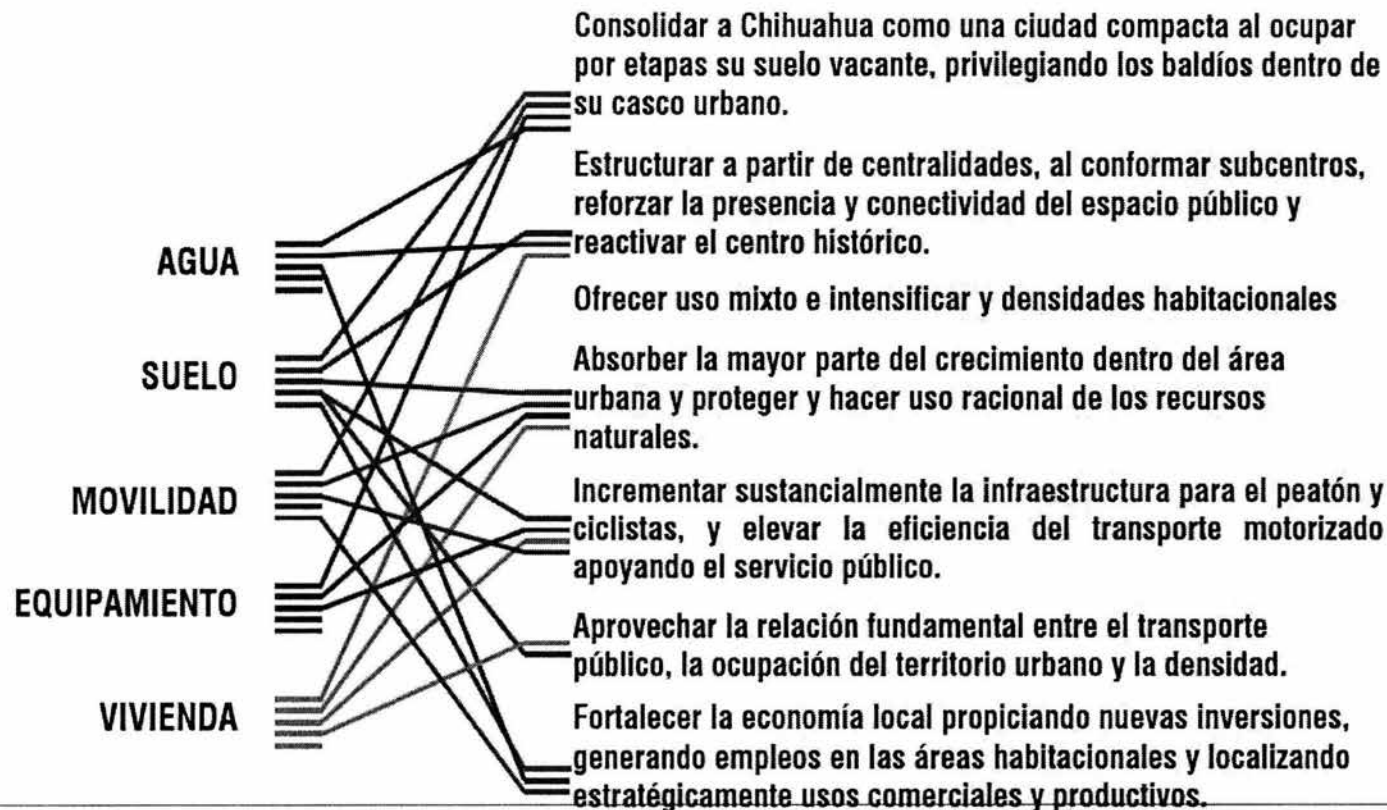 Consolidar a Chihuahua como una ciudad compacta al ocupar
por etapas su suelo vacante, privilegiando los baldíos dentro de
su casco urbano.
Estructurar a partir de centralidades, al conformar subcentros,
reforzar la presencia y conectividad del espacio público y
reactivar el centro histórico.
AGUA
Ofrecer uso mixto e intensificar y densidades habitacionales
SUELO
Absorber la mayor parte del crecimiento dentro del área
urbana y proteger y hacer uso racional de los recursos
naturales.
MOVILIDAD
Incrementar sustancialmente la infraestructura para el peatón y
ciclistas, y elevar la eficiencia del transporte motorizado
apoyando el servicio público.
EQUIPAMIENTO
Aprovechar la relación fundamental entre el transporte
público, la ocupación del territorio urbano y la densidad.
VIVIENDA
Fortalecer la economía local propiciando nuevas inversiones,
generando empleos en las áreas habitacionales y localizando
estratégicamente usos comerciales y productivos.